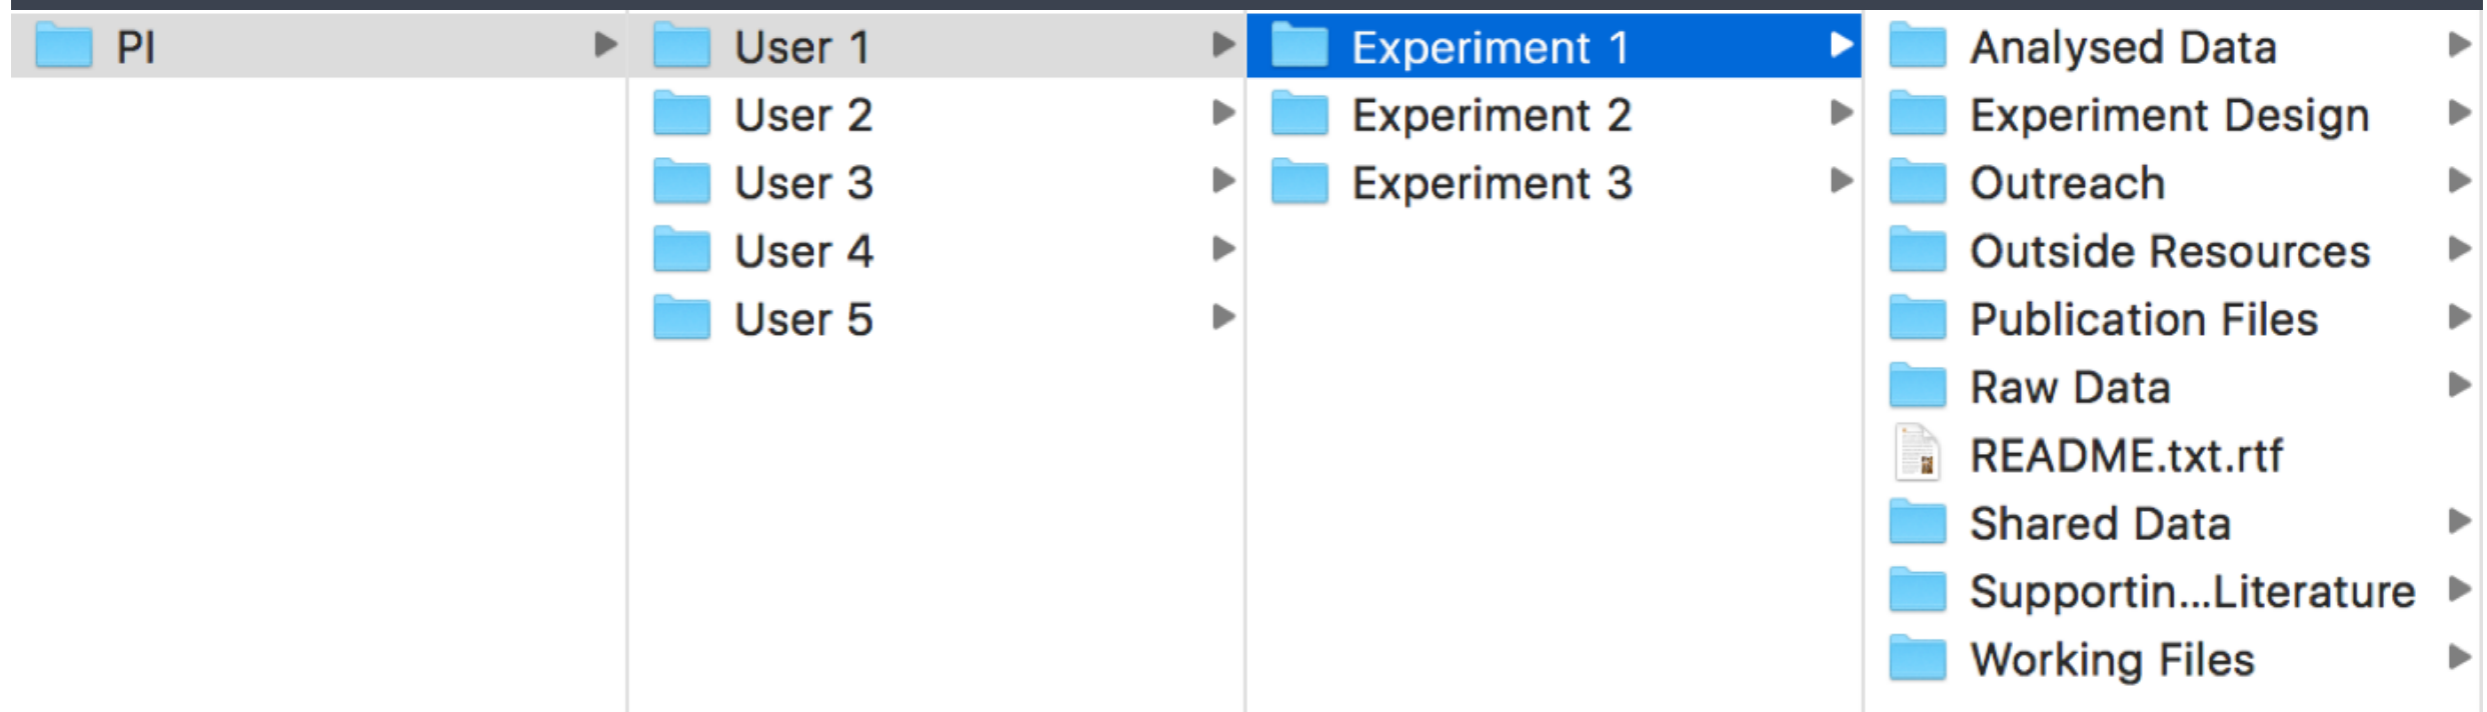 PI
User 1
User 2
User 3
User 4
User 5
Experiment 1
Experiment 2
Experiment 3
Analysed Data
Experiment Design
Outreach
Outside Resources
Publication Files
Raw Data
README.txt.rtf
Shared Data
Supportin...Literature
Working Files